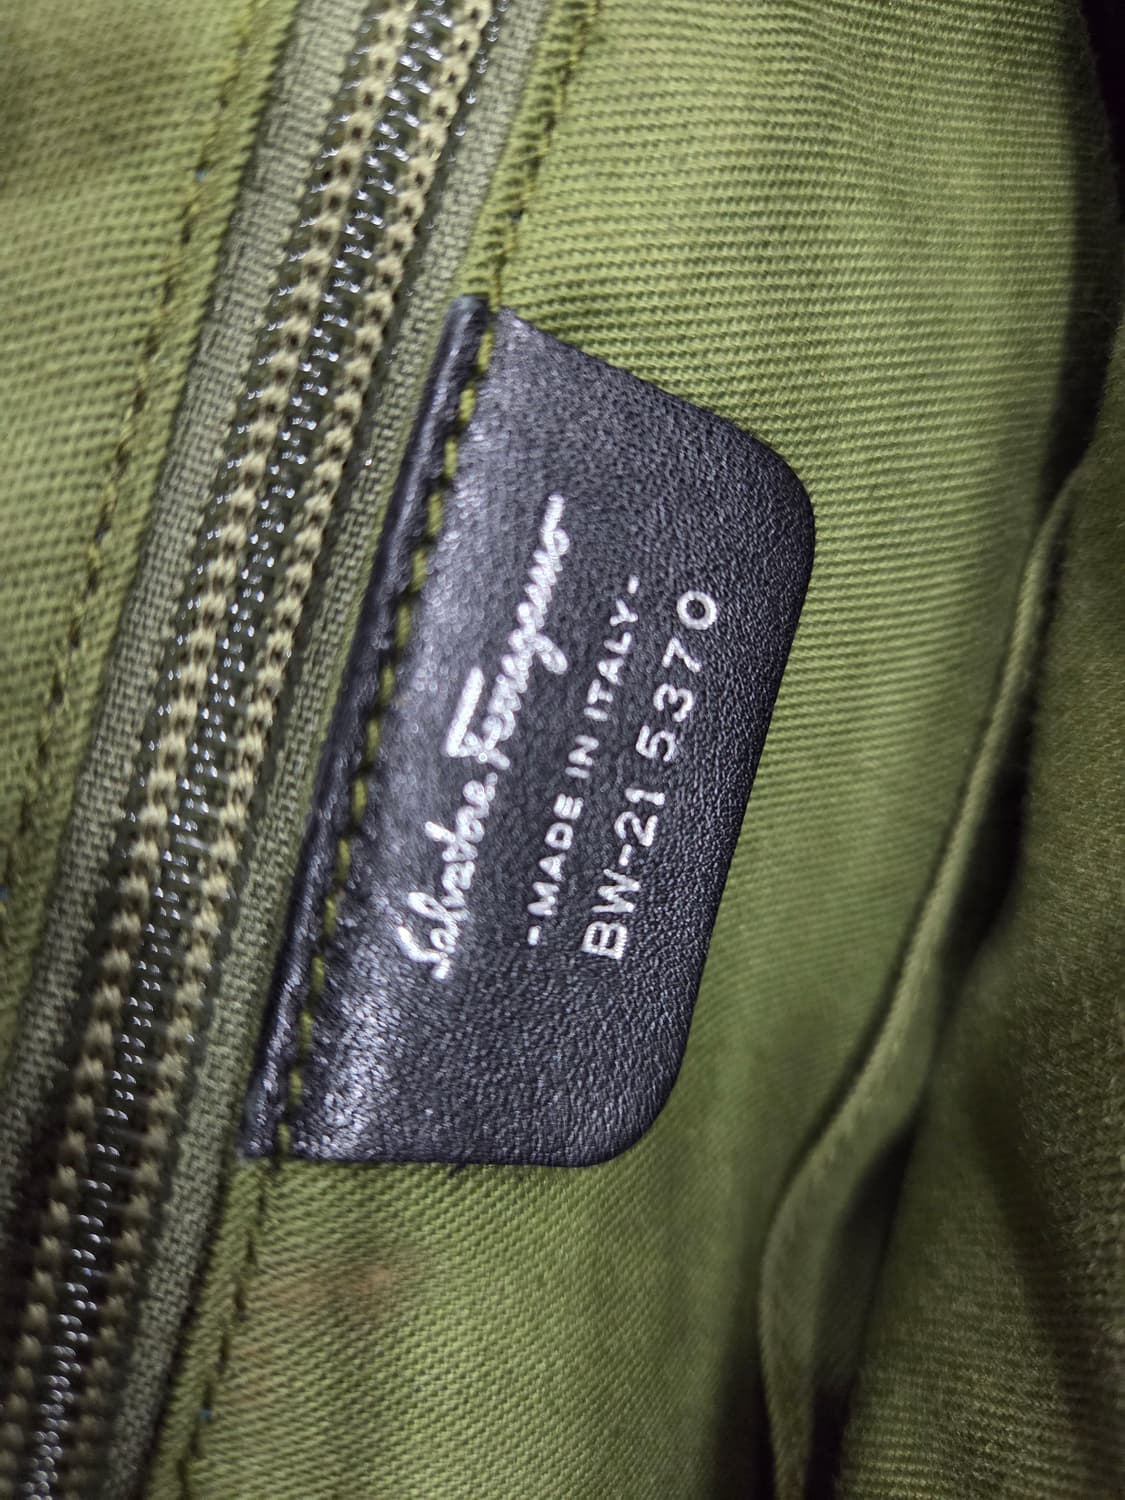 Salvatore Ferragamo
- MADE IN ITALY -
BW-21 5370